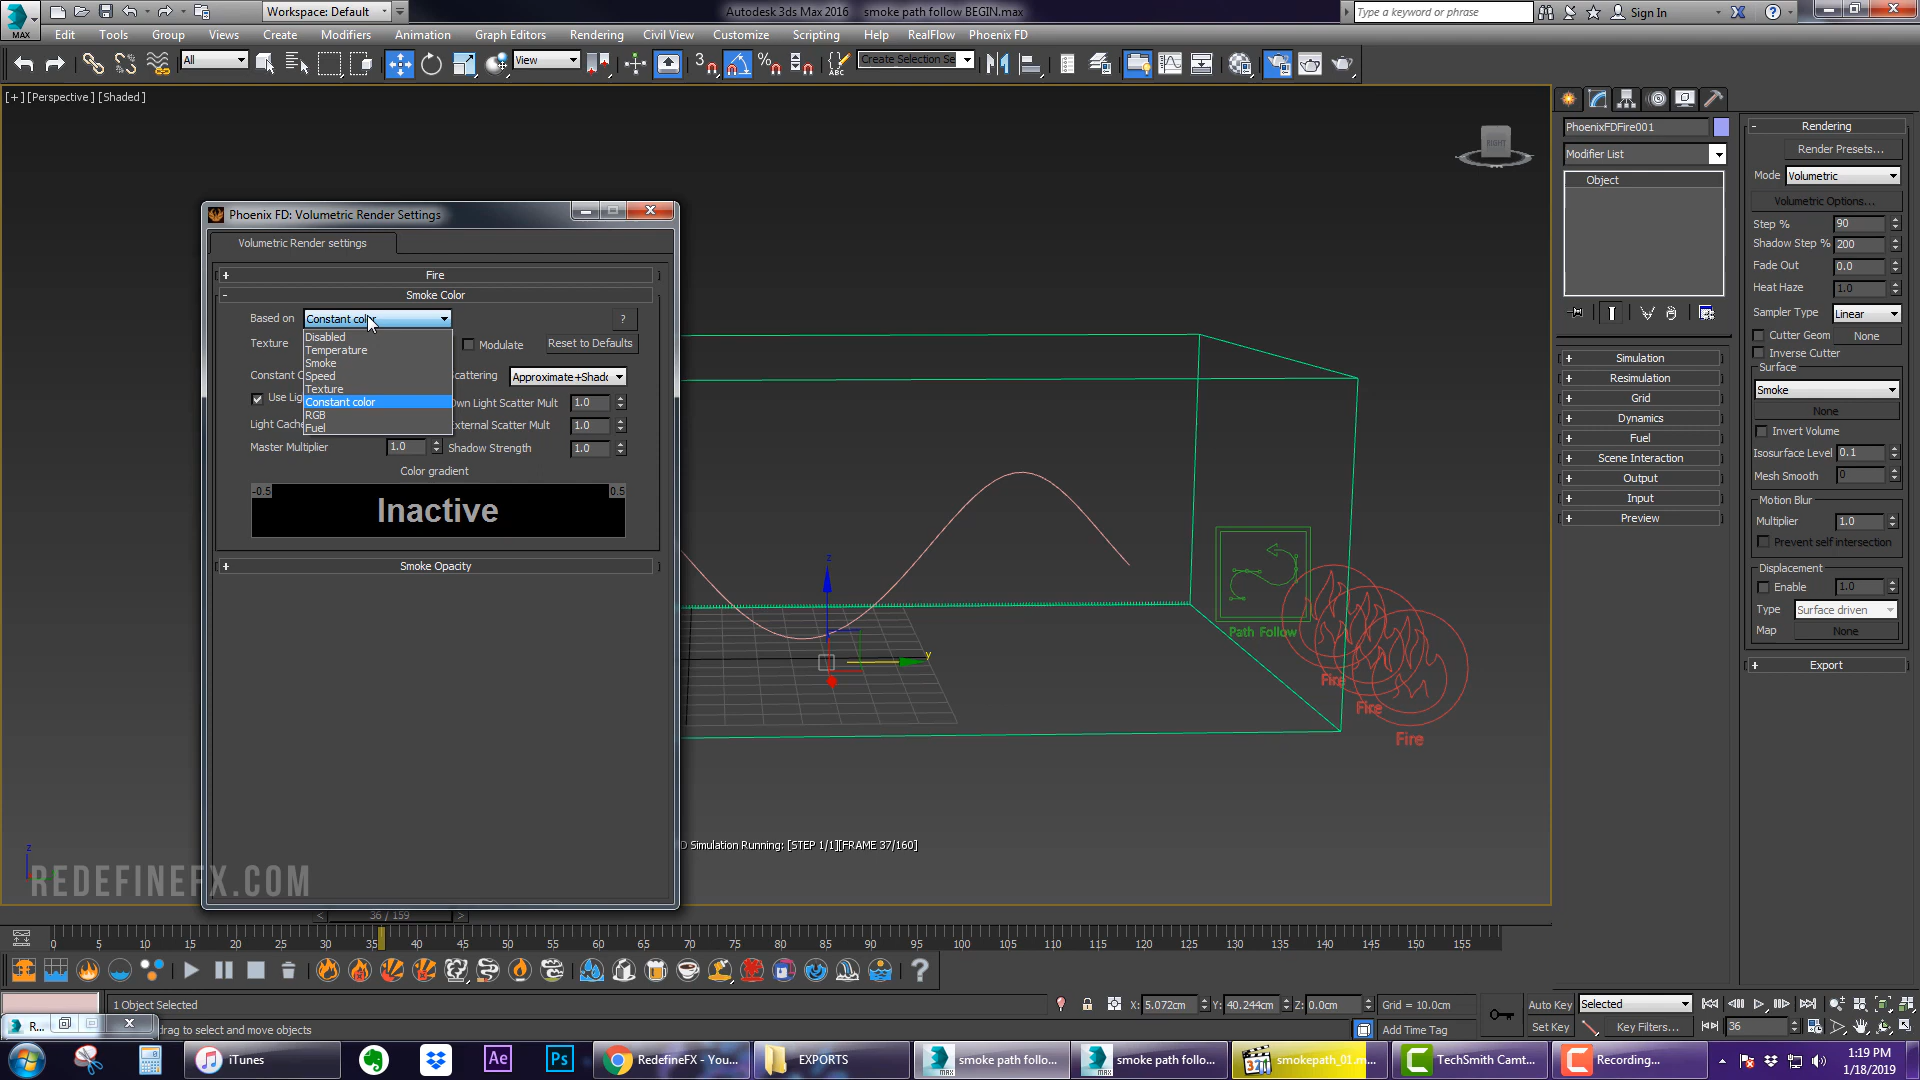 Workspace: Default
Autodesk 3ds Max 2016    smoke path follow BEGIN.max
Type a keyword or phrase
Sign In
MAX
Edit Tools Group Views Create Modifiers Animation Graph Editors Rendering Civil View Customize Scripting Help RealFlow Phoenix FD
All
View
3
ABC
Create Selection Se
[+] [Perspective] [Shaded]
RIGHT
Phoenix FD: Volumetric Render Settings
Volumetric Render settings
+ Fire
- Smoke Color
Based on Constant color ?
Disabled
Temperature
Smoke
Speed
Texture
Constant color
RGB
Fuel
Texture Modulate Reset to Defaults
Approximate+Shad
Own Light Scatter Mult 1.0
External Scatter Mult 1.0
Master Multiplier 1.0 Shadow Strength 1.0
Color gradient
-0.5 0.5
Inactive
+ Smoke Opacity
z
y
Path Follow
Fire
Fire
Fire
Simulation Running: [STEP 1/1][FRAME 37/160]
z
REDEFINEFX.COM
PhoenixFDFire001
Modifier List
Object
+ Simulation
+ Resimulation
+ Grid
+ Dynamics
+ Fuel
+ Scene Interaction
+ Output
+ Input
+ Preview
- Rendering
Render Presets...
Mode Volumetric
Volumetric Options...
Step % 90
Shadow Step % 200
Fade Out 0.0
Heat Haze 1.0
Sampler Type Linear
Cutter Geom None
Inverse Cutter
Surface
Smoke
None
Invert Volume
Isosurface Level 0.1
Mesh Smooth 0
Motion Blur
Multiplier 1.0
Prevent self intersection
Displacement
Enable 1.0
Type Surface driven
Map None
+ Export
< 36 / 159 >
0 5 10 15 20 25 30 35 40 45 50 55 60 65 70 75 80 85 90 95 100 105 110 115 120 125 130 135 140 145 150 155
?
1 Object Selected
X: 5.072cm Y: 40.244cm Z: 0.0cm Grid = 10.0cm
Auto Key Selected
R...
drag to select and move objects
Add Time Tag
Set Key Key Filters...
36
iTunes
Ae
Ps
RedefineFX - You...
EXPORTS
smoke path follo...
smoke path follo...
smokepath_01.m...
TechSmith Camt...
Recording...
1:19 PM
1/18/2019